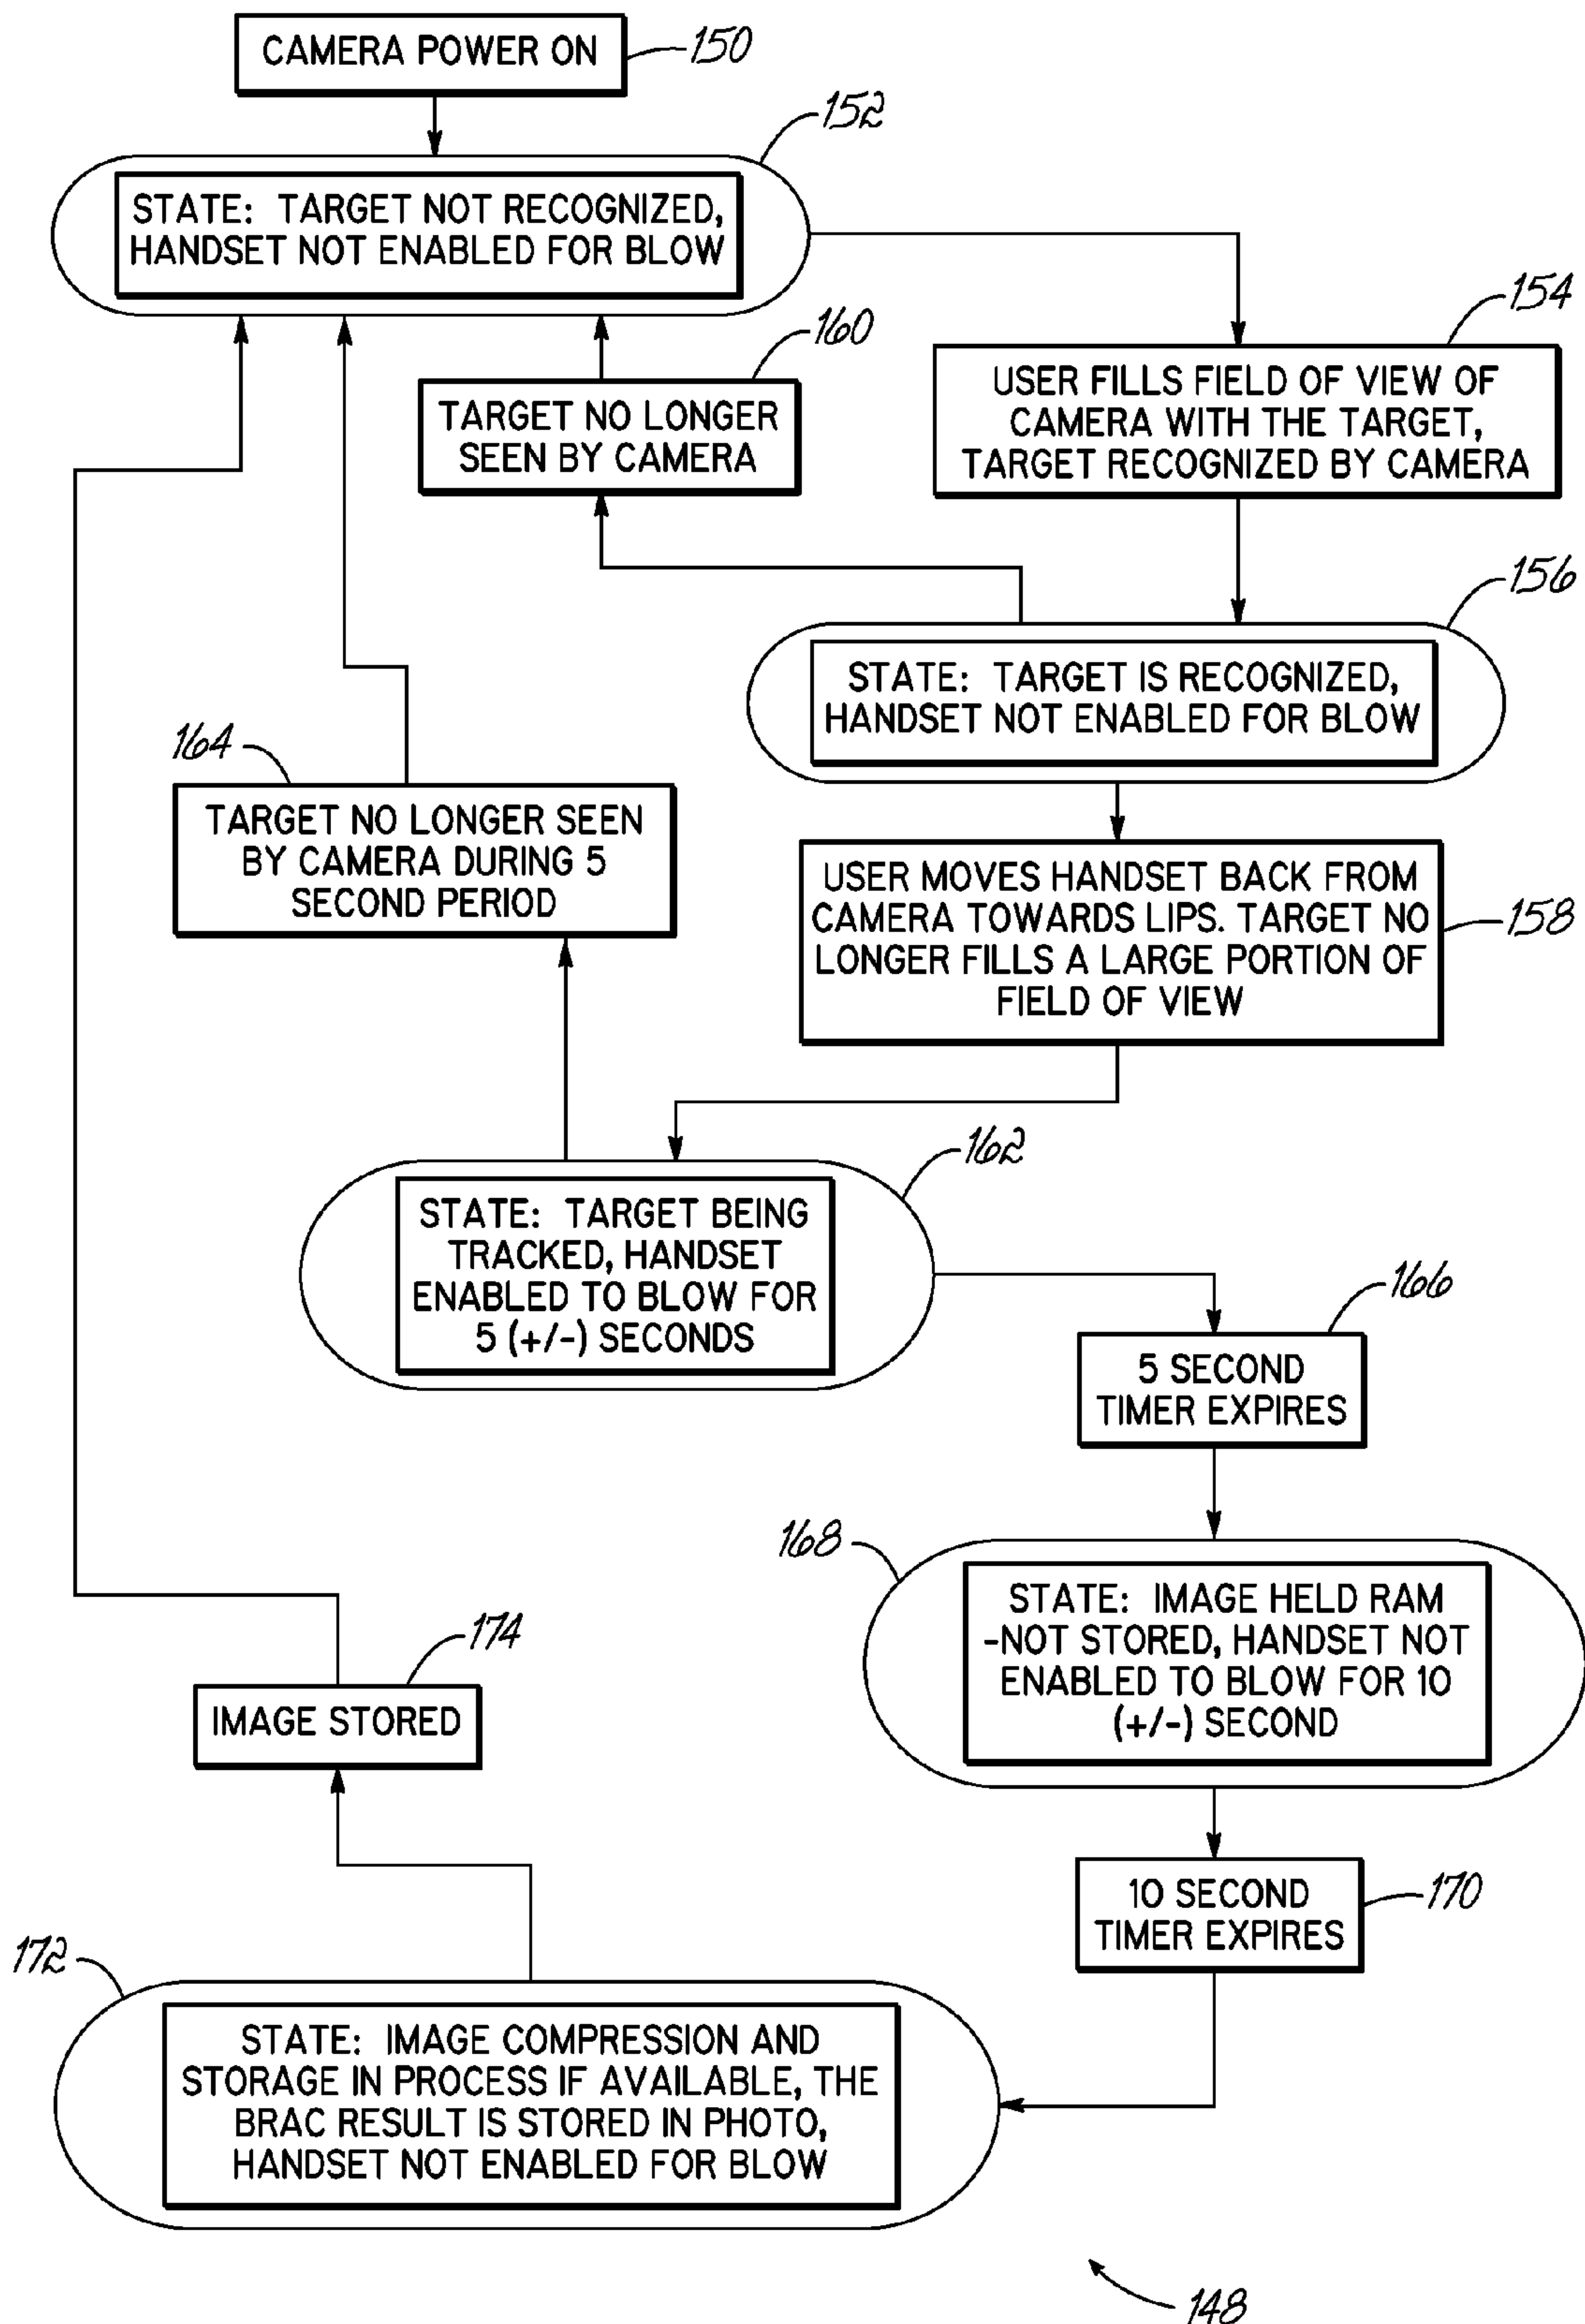 CAMERA POWER ON
150
152
STATE: TARGET NOT RECOGNIZED,
HANDSET NOT ENABLED FOR BLOW
154
160
USER FILLS FIELD OF VIEW OF
CAMERA WITH THE TARGET,
TARGET RECOGNIZED BY CAMERA
TARGET NO LONGER
SEEN BY CAMERA
156
STATE: TARGET IS RECOGNIZED,
HANDSET NOT ENABLED FOR BLOW
164
TARGET NO LONGER SEEN
BY CAMERA DURING 5
SECOND PERIOD
USER MOVES HANDSET BACK FROM
CAMERA TOWARDS LIPS. TARGET NO
LONGER FILLS A LARGE PORTION OF
FIELD OF VIEW
158
162
STATE: TARGET BEING
TRACKED, HANDSET
ENABLED TO BLOW FOR
5 (+/-) SECONDS
166
5 SECOND
TIMER EXPIRES
168
STATE: IMAGE HELD RAM
-NOT STORED, HANDSET NOT
ENABLED TO BLOW FOR 10
(+/-) SECOND
174
IMAGE STORED
10 SECOND
TIMER EXPIRES
170
172
STATE: IMAGE COMPRESSION AND
STORAGE IN PROCESS IF AVAILABLE, THE
BRAC RESULT IS STORED IN PHOTO,
HANDSET NOT ENABLED FOR BLOW
148